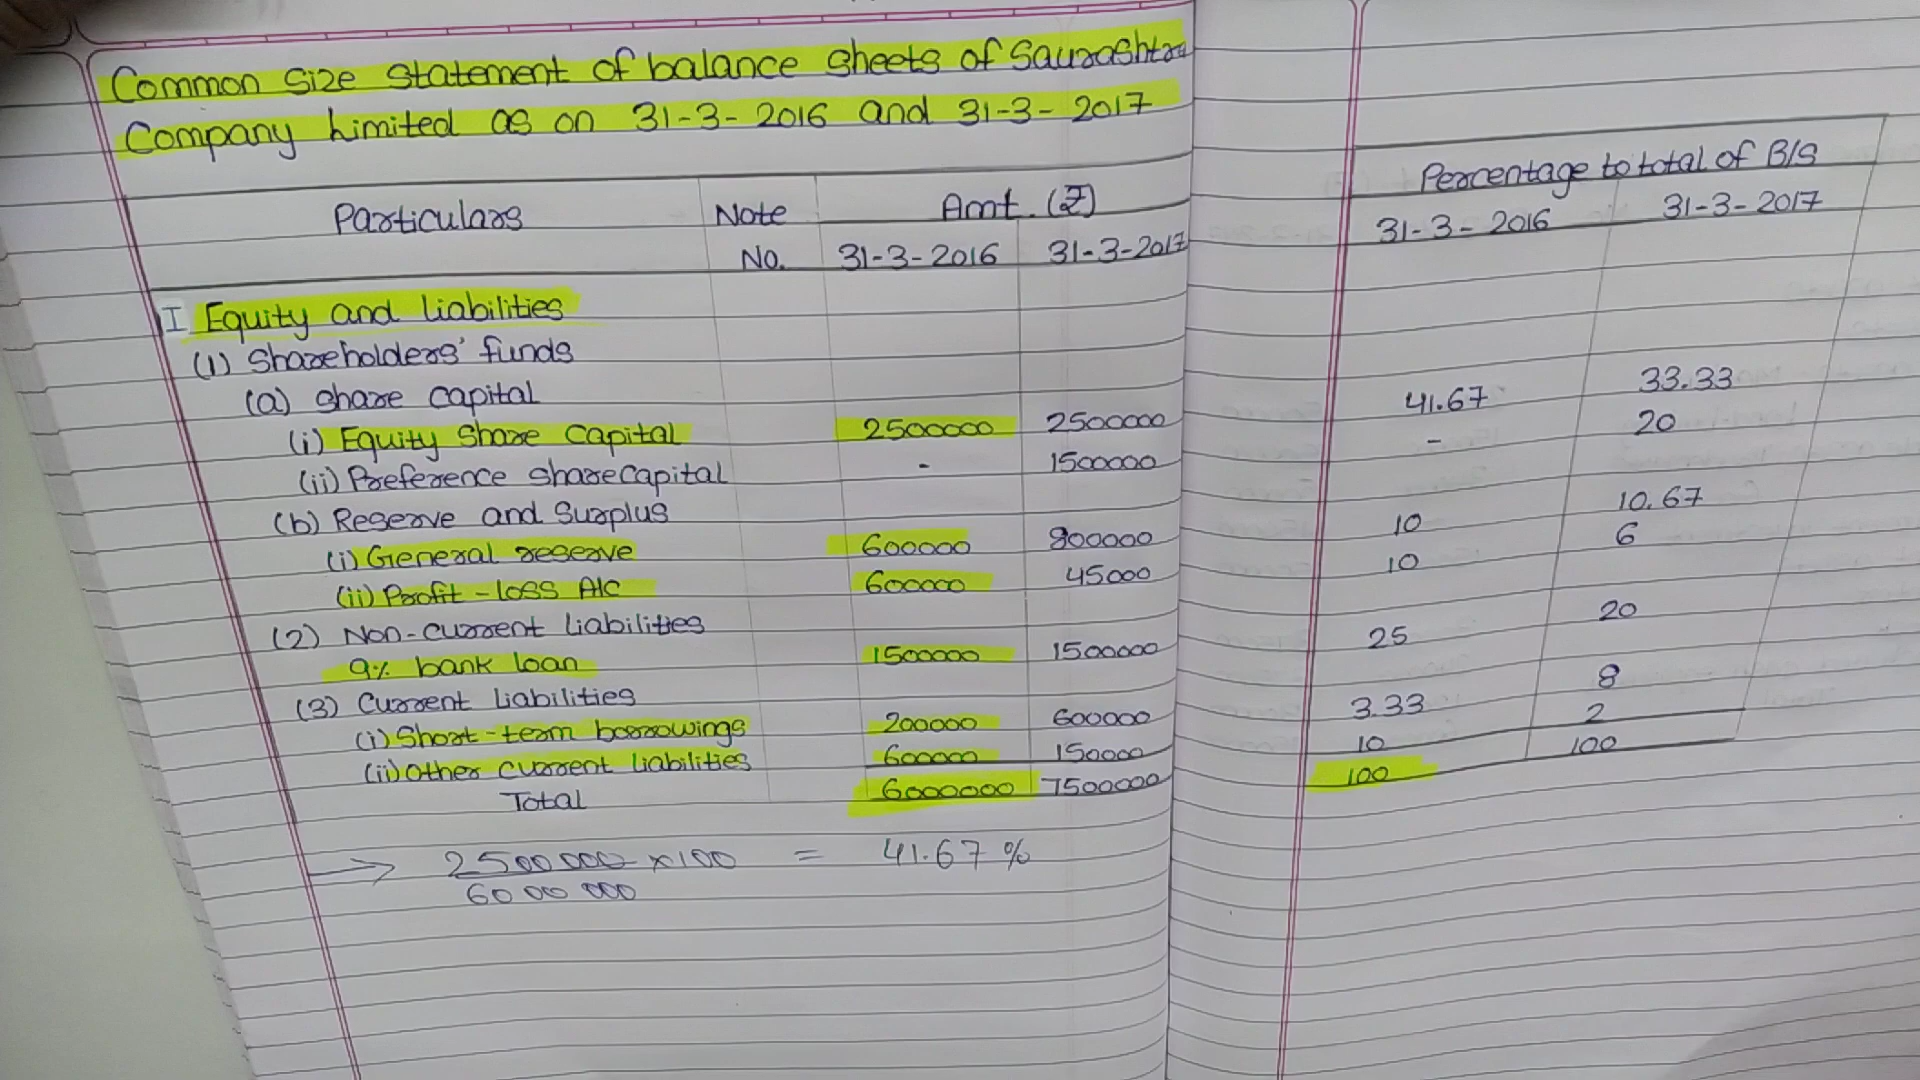 Common Size Statement of balance sheets of Saurashtra
Company Limited as on 31-3-2016 and 31-3-2017
Particulars Note No. Amt. (₹) Percentage to total of B/S
31-3-2016 31-3-2017 31-3-2016 31-3-2017
I Equity and Liabilities
(1) Shareholders' funds
(a) Share capital
(i) Equity Share Capital 2500000 2500000 41.67 33.33
(ii) Preference share capital - 1500000 - 20
(b) Reserve and Surplus
(i) General reserve 600000 800000 10 10.67
(ii) Profit-loss A/c 600000 45000 10 6
(2) Non-current Liabilities
9% bank loan 1500000 1500000 25 20
(3) Current Liabilities
(i) Short-term borrowings 200000 600000 3.33 8
(ii) Other current Liabilities 600000 150000 10 2
Total 6000000 7500000 100 100
→ 2500000 x100 = 41.67 %
6000000